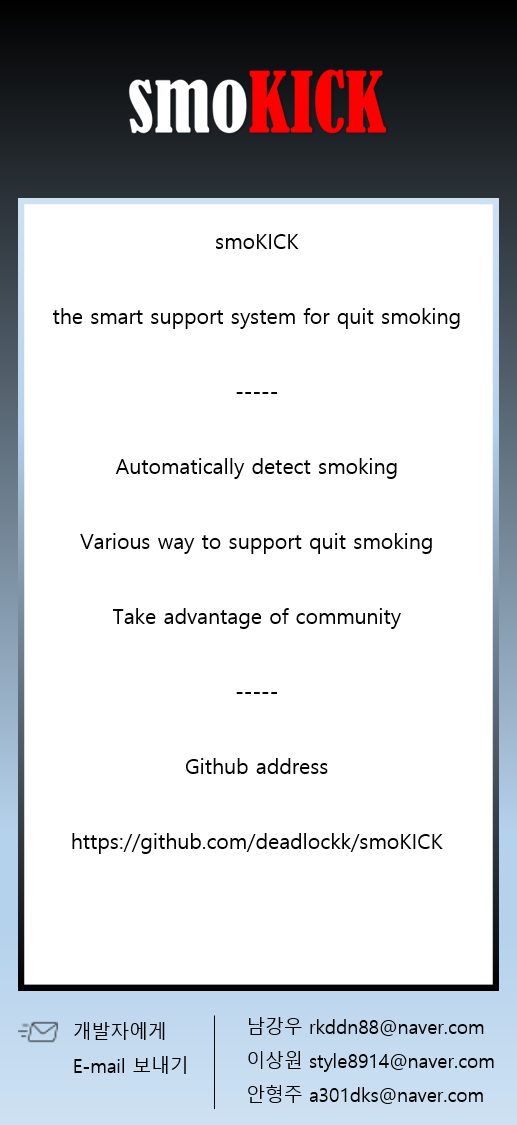 smoKICK
smoKICK
the smart support system for quit smoking
-----
Automatically detect smoking
Various way to support quit smoking
Take advantage of community
-----
Github address
https://github.com/deadlockk/smoKICK
개발자에게
E-mail 보내기
남강우 rkddn88@naver.com
이상원 style8914@naver.com
안형주 a301dks@naver.com